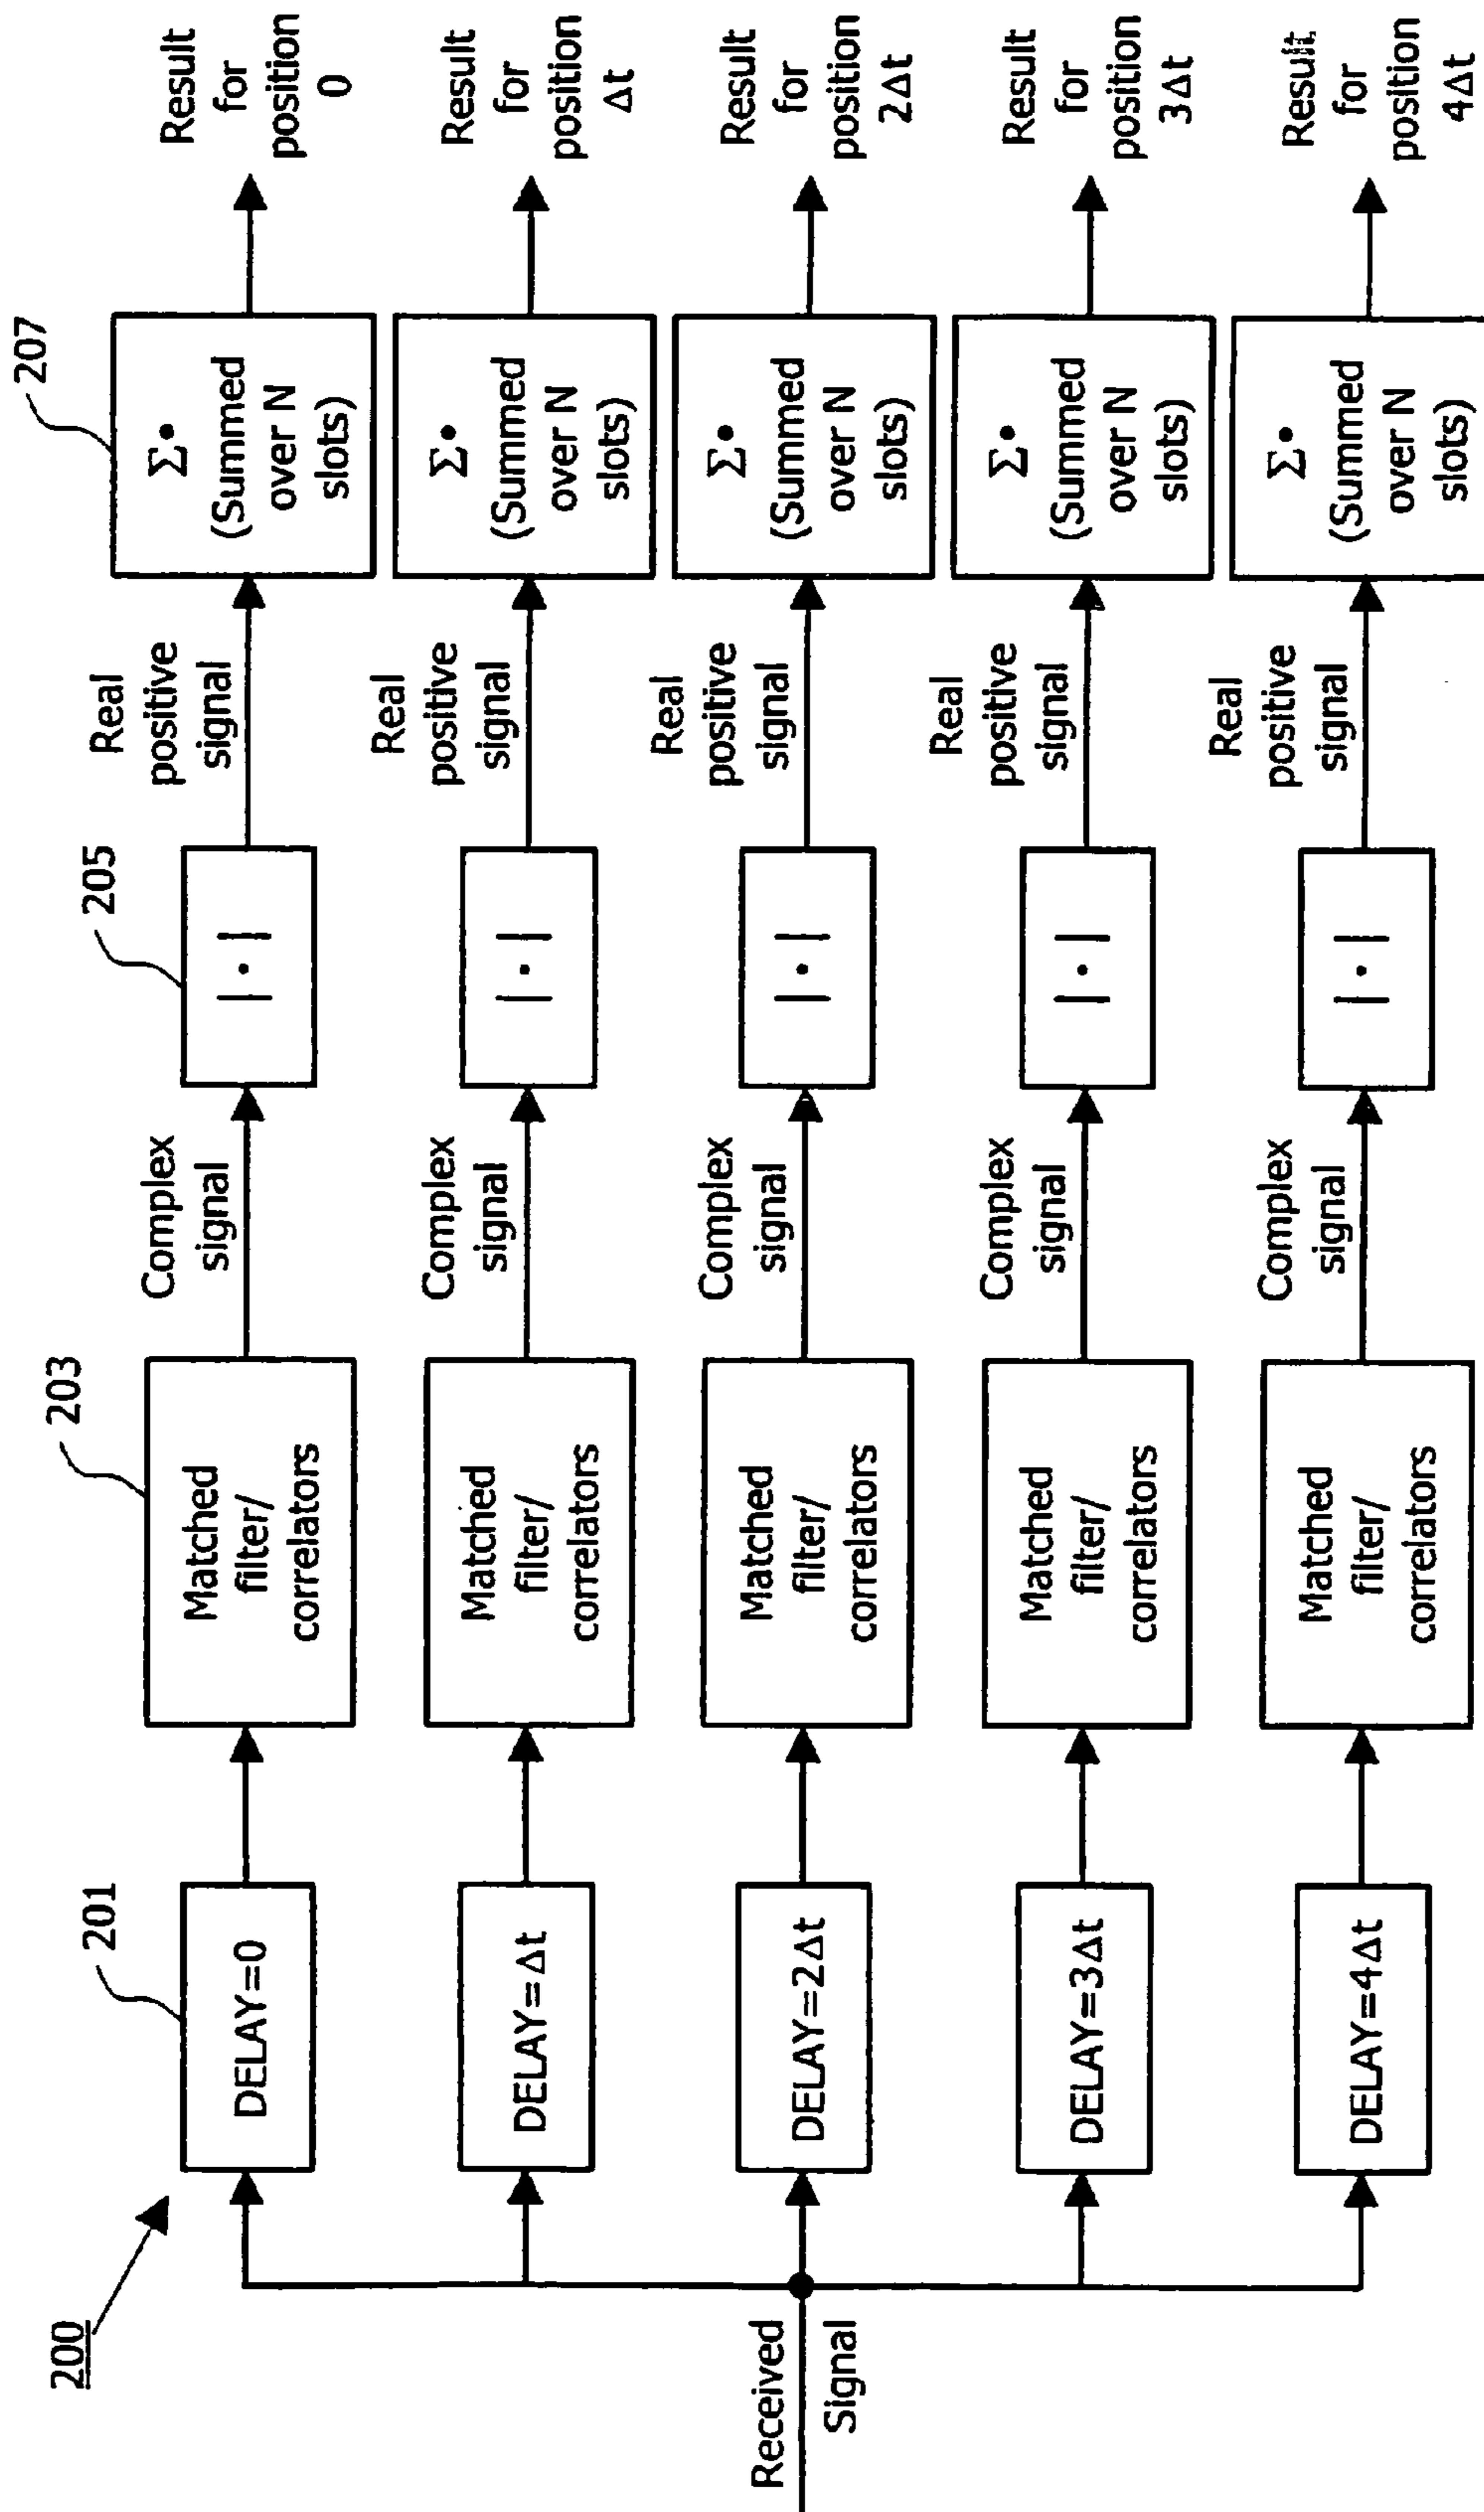 200
Received
Signal
201
DELAY=0
203
Matched
filter/
correlators
Complex
signal
205
|•|
Real
positive
signal
207
Σ•
(Summed
over N
slots)
Result
for
position
0
DELAY=Δt
Matched
filter/
correlators
Complex
signal
|•|
Real
positive
signal
Σ•
(Summed
over N
slots)
Result
for
position
Δt
DELAY=2Δt
Matched
filter/
correlators
Complex
signal
|•|
Real
positive
signal
Σ•
(Summed
over N
slots)
Result
for
position
2Δt
DELAY=3Δt
Matched
filter/
correlators
Complex
signal
|•|
Real
positive
signal
Σ•
(Summed
over N
slots)
Result
for
position
3Δt
DELAY=4Δt
Matched
filter/
correlators
Complex
signal
|•|
Real
positive
signal
Σ•
(Summed
over N
slots)
Result
for
position
4Δt